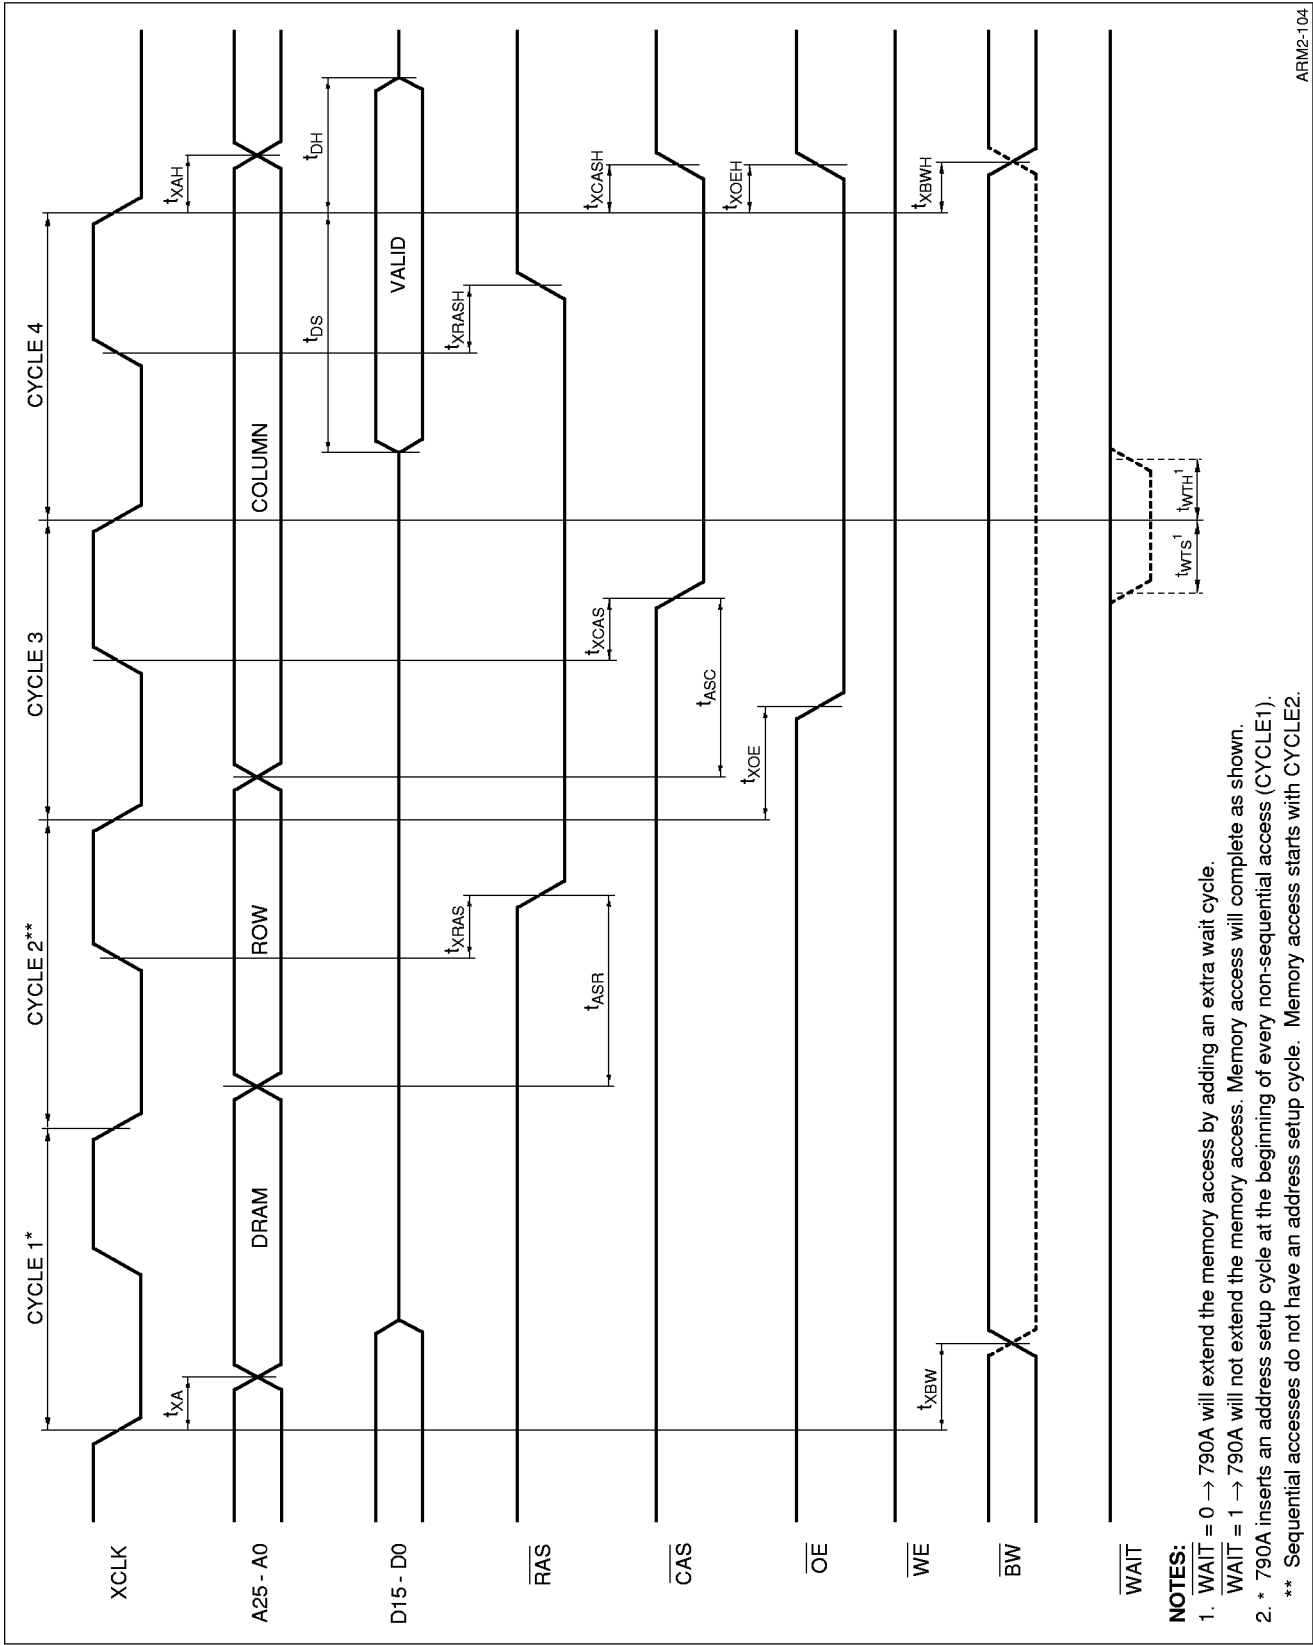 CYCLE 1*
CYCLE 2**
CYCLE 3
CYCLE 4
XCLK
tXA
tXAH
A25 - A0
DRAM
ROW
COLUMN
tDS
tDH
D15 - D0
VALID
tXRAS
tXRASH
RAS
tASR
tXCAS
tXCASH
CAS
tASC
tXOE
tXOEH
OE
WE
tXBW
tXBWH
BW
WAIT
tWTS1
tWTH1
NOTES:
1. WAIT = 0 → 790A will extend the memory access by adding an extra wait cycle.
WAIT = 1 → 790A will not extend the memory access. Memory access will complete as shown.
2. * 790A inserts an address setup cycle at the beginning of every non-sequential access (CYCLE1).
** Sequential accesses do not have an address setup cycle. Memory access starts with CYCLE2.
ARM2-104